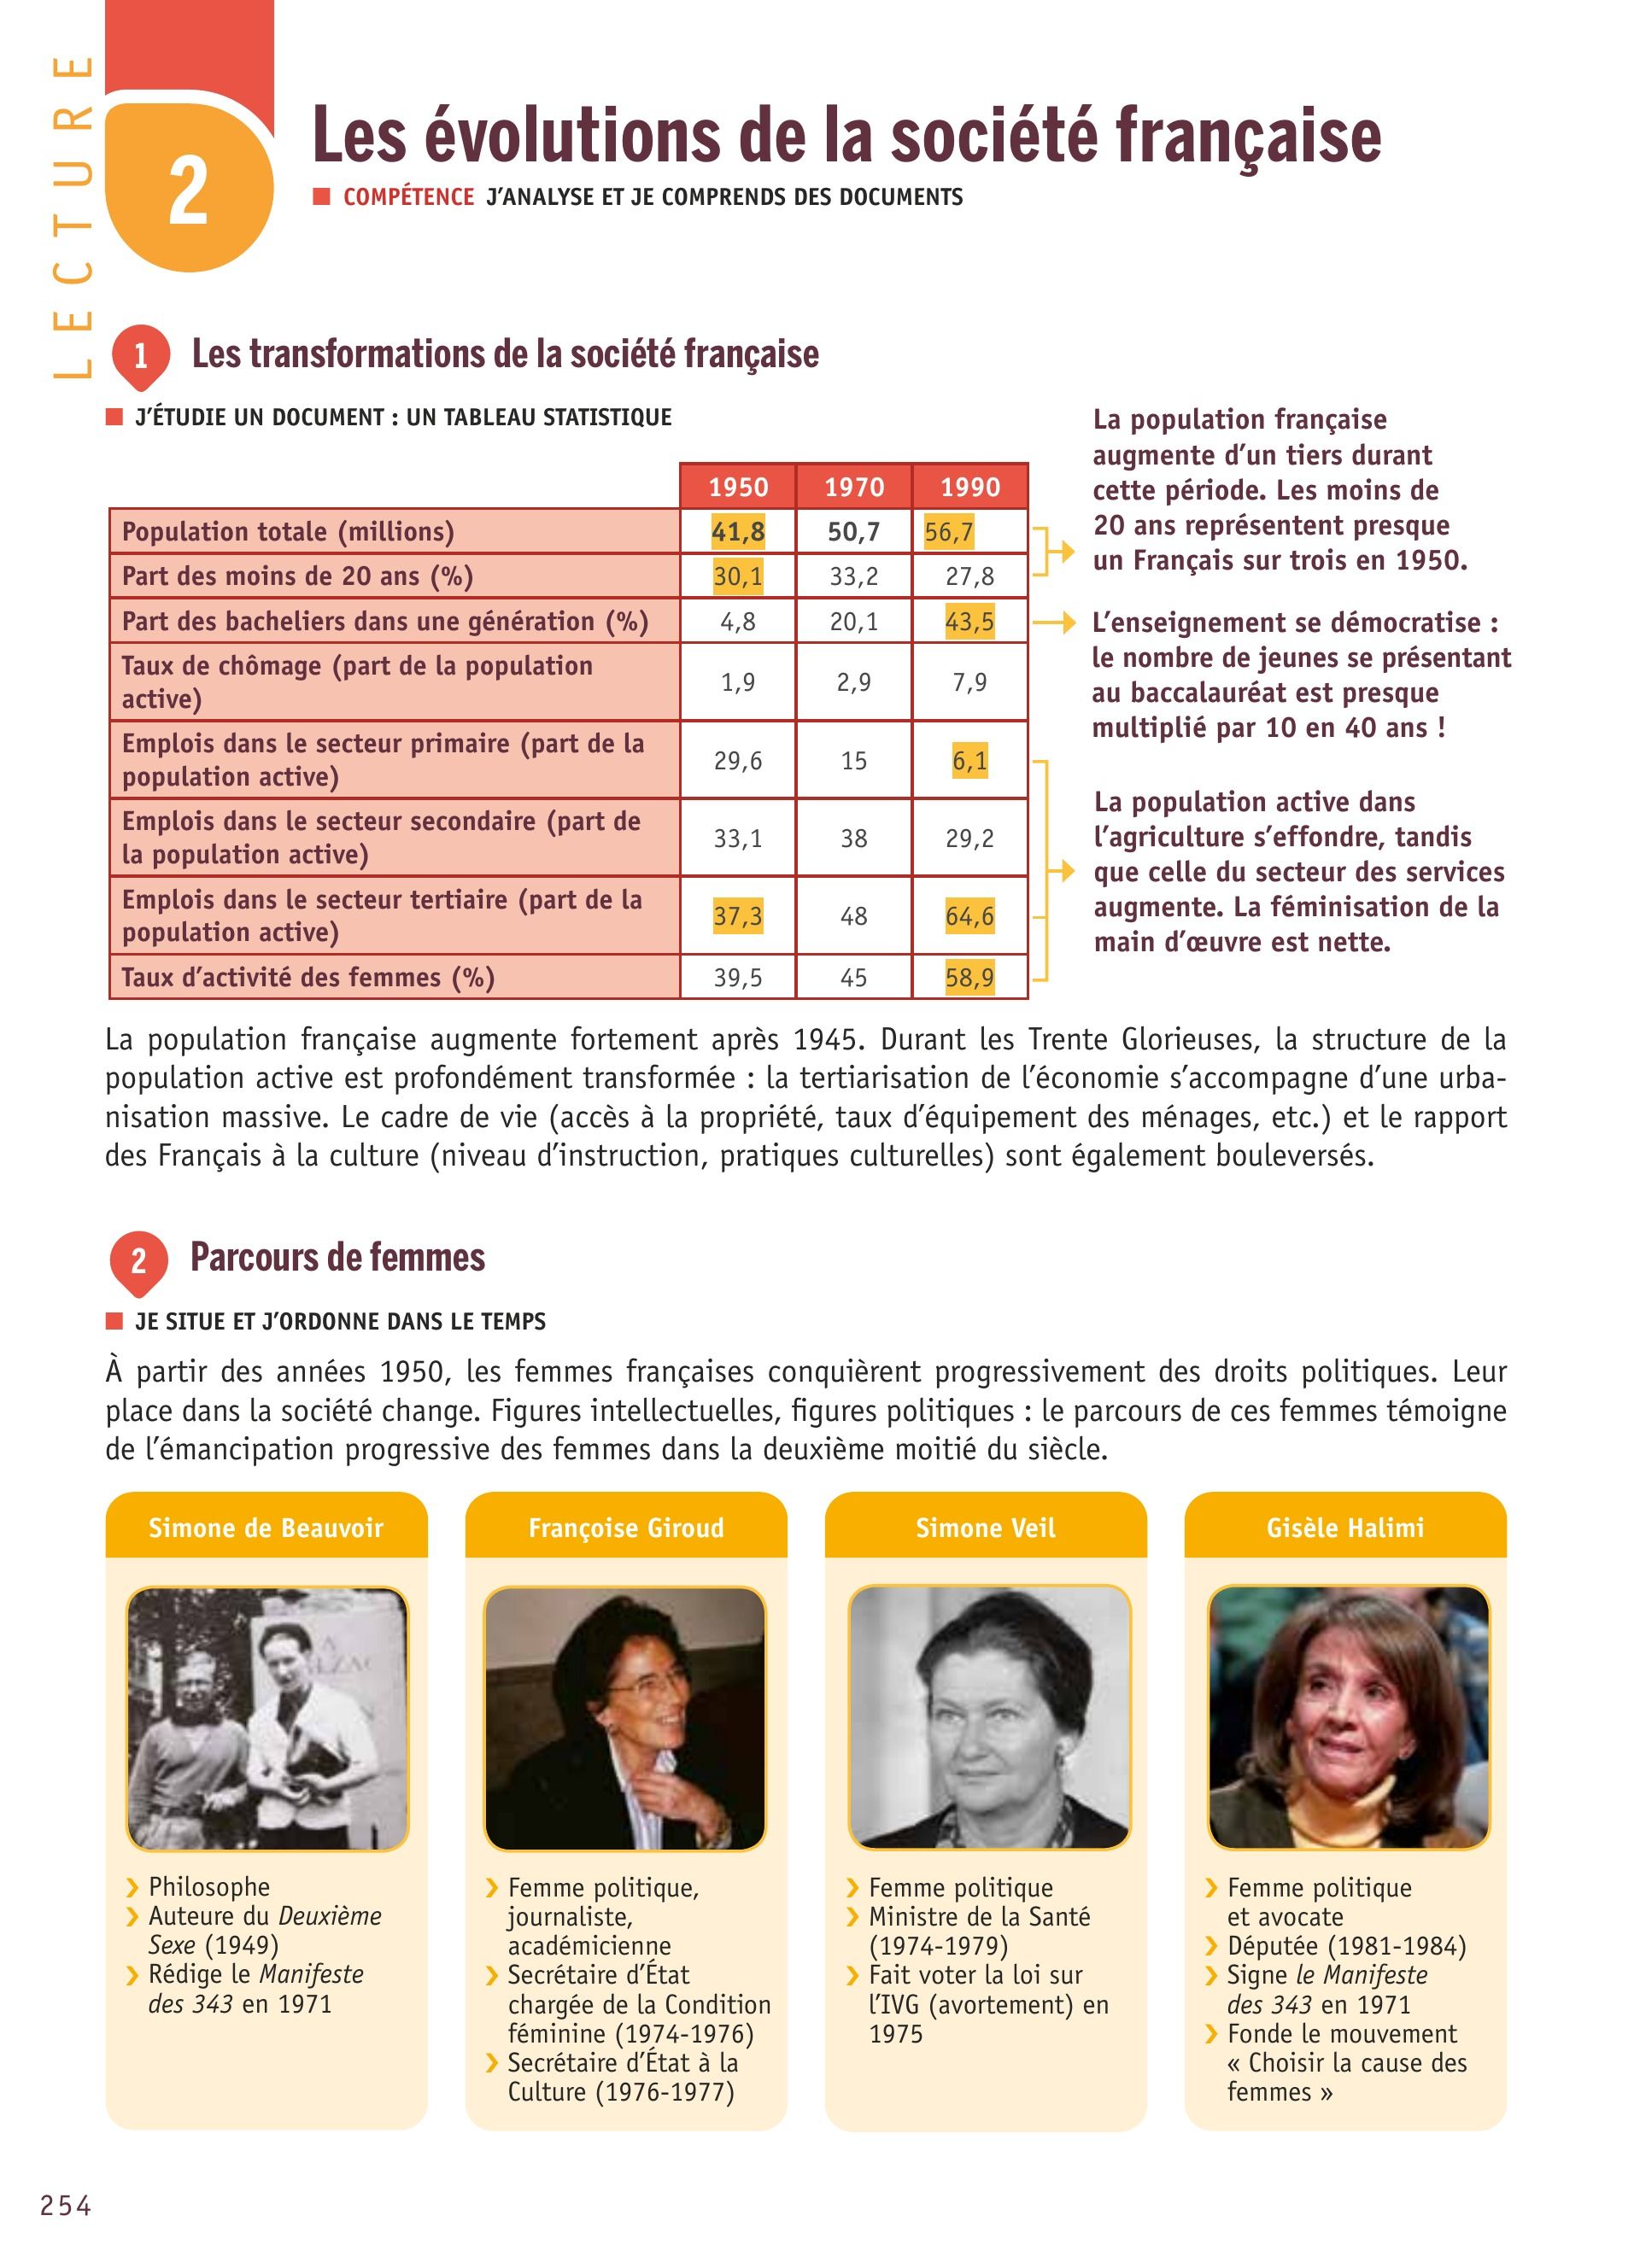 LECTURE
2
Les évolutions de la société française
COMPÉTENCE J'ANALYSE ET JE COMPRENDS DES DOCUMENTS
1 Les transformations de la société française
J'ÉTUDIE UN DOCUMENT : UN TABLEAU STATISTIQUE
1950 1970 1990
Population totale (millions) 41,8 50,7 56,7
Part des moins de 20 ans (%) 30,1 33,2 27,8
Part des bacheliers dans une génération (%) 4,8 20,1 43,5
Taux de chômage (part de la population
active) 1,9 2,9 7,9
Emplois dans le secteur primaire (part de la
population active) 29,6 15 6,1
Emplois dans le secteur secondaire (part de
la population active) 33,1 38 29,2
Emplois dans le secteur tertiaire (part de la
population active) 37,3 48 64,6
Taux d'activité des femmes (%) 39,5 45 58,9
La population française
augmente d'un tiers durant
cette période. Les moins de
20 ans représentent presque
un Français sur trois en 1950.
L'enseignement se démocratise :
le nombre de jeunes se présentant
au baccalauréat est presque
multiplié par 10 en 40 ans !
La population active dans
l'agriculture s'effondre, tandis
que celle du secteur des services
augmente. La féminisation de la
main d'œuvre est nette.
La population française augmente fortement après 1945. Durant les Trente Glorieuses, la structure de la
population active est profondément transformée : la tertiarisation de l'économie s'accompagne d'une urba-
nisation massive. Le cadre de vie (accès à la propriété, taux d'équipement des ménages, etc.) et le rapport
des Français à la culture (niveau d'instruction, pratiques culturelles) sont également bouleversés.
2 Parcours de femmes
JE SITUE ET J'ORDONNE DANS LE TEMPS
À partir des années 1950, les femmes françaises conquièrent progressivement des droits politiques. Leur
place dans la société change. Figures intellectuelles, figures politiques : le parcours de ces femmes témoigne
de l'émancipation progressive des femmes dans la deuxième moitié du siècle.
Simone de Beauvoir
Philosophe
Auteure du Deuxième
Sexe (1949)
Rédige le Manifeste
des 343 en 1971
Françoise Giroud
Femme politique,
journaliste,
académicienne
Secrétaire d'État
chargée de la Condition
féminine (1974-1976)
Secrétaire d'État à la
Culture (1976-1977)
Simone Veil
Femme politique
Ministre de la Santé
(1974-1979)
Fait voter la loi sur
l'IVG (avortement) en
1975
Gisèle Halimi
Femme politique
et avocate
Députée (1981-1984)
Signe le Manifeste
des 343 en 1971
Fonde le mouvement
« Choisir la cause des
femmes »
254